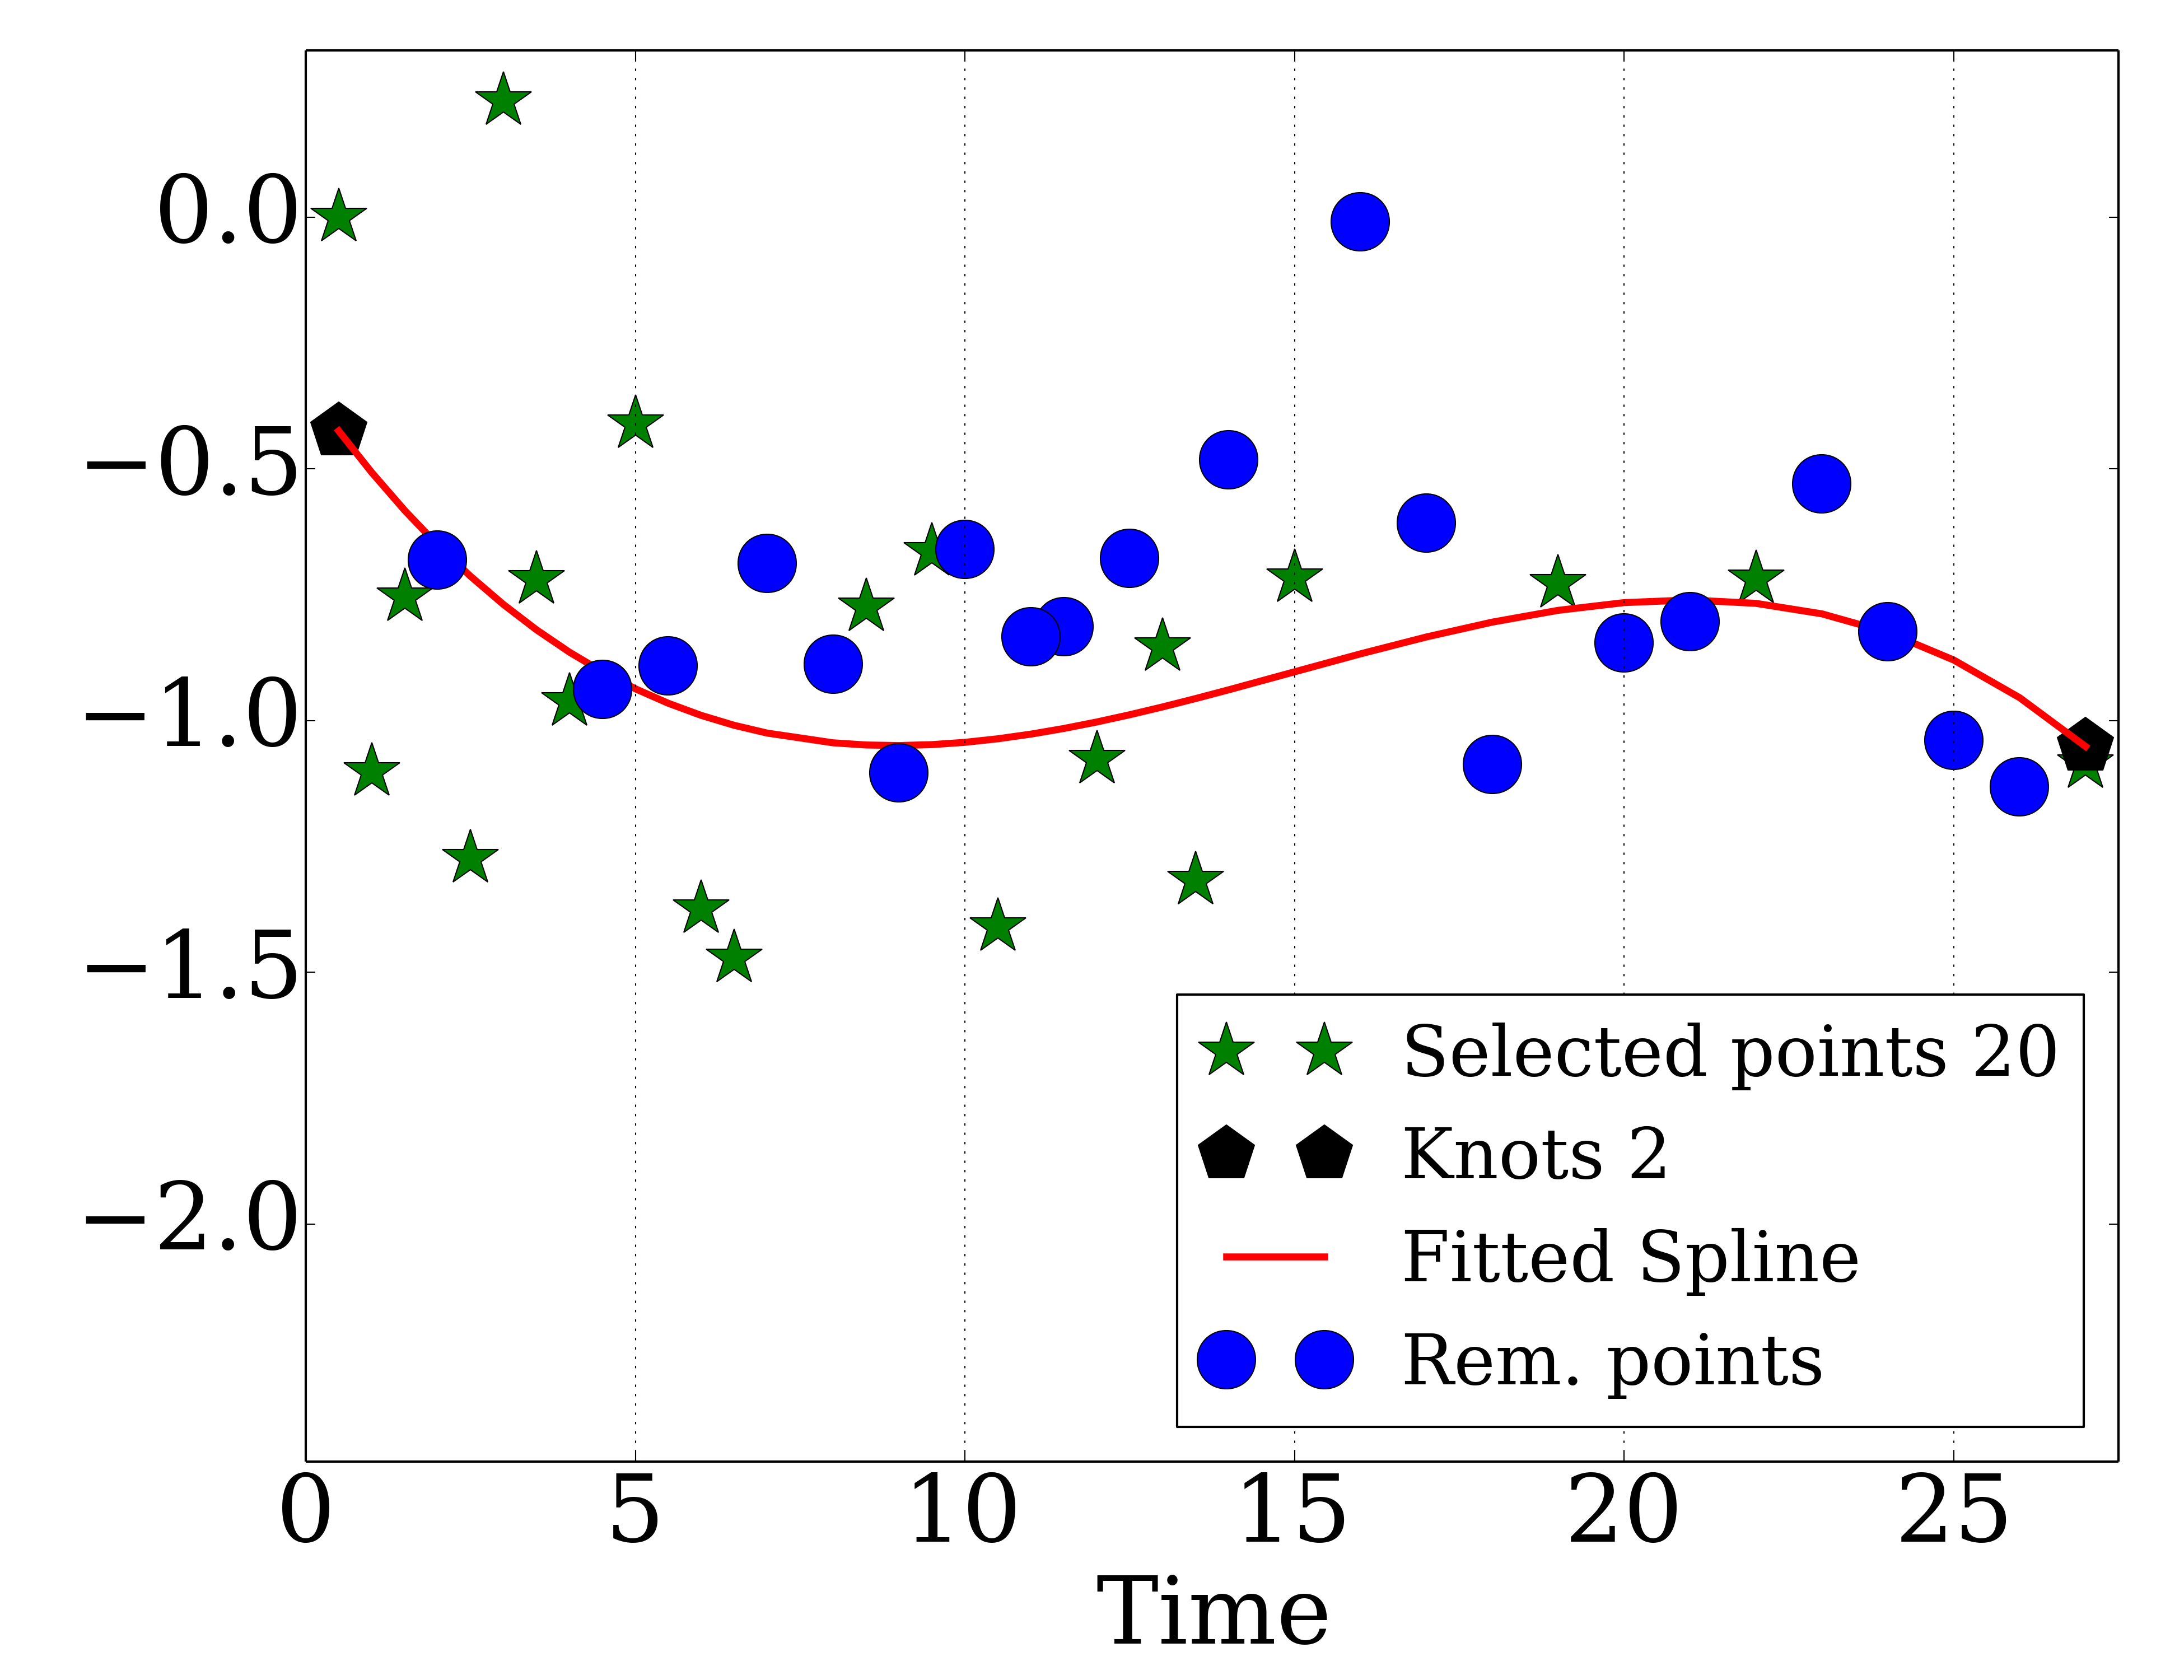 0.0
−0.5
−1.0
−1.5
−2.0
Selected points 20
Knots 2
Fitted Spline
Rem. points
0 5 10 15 20 25
Time